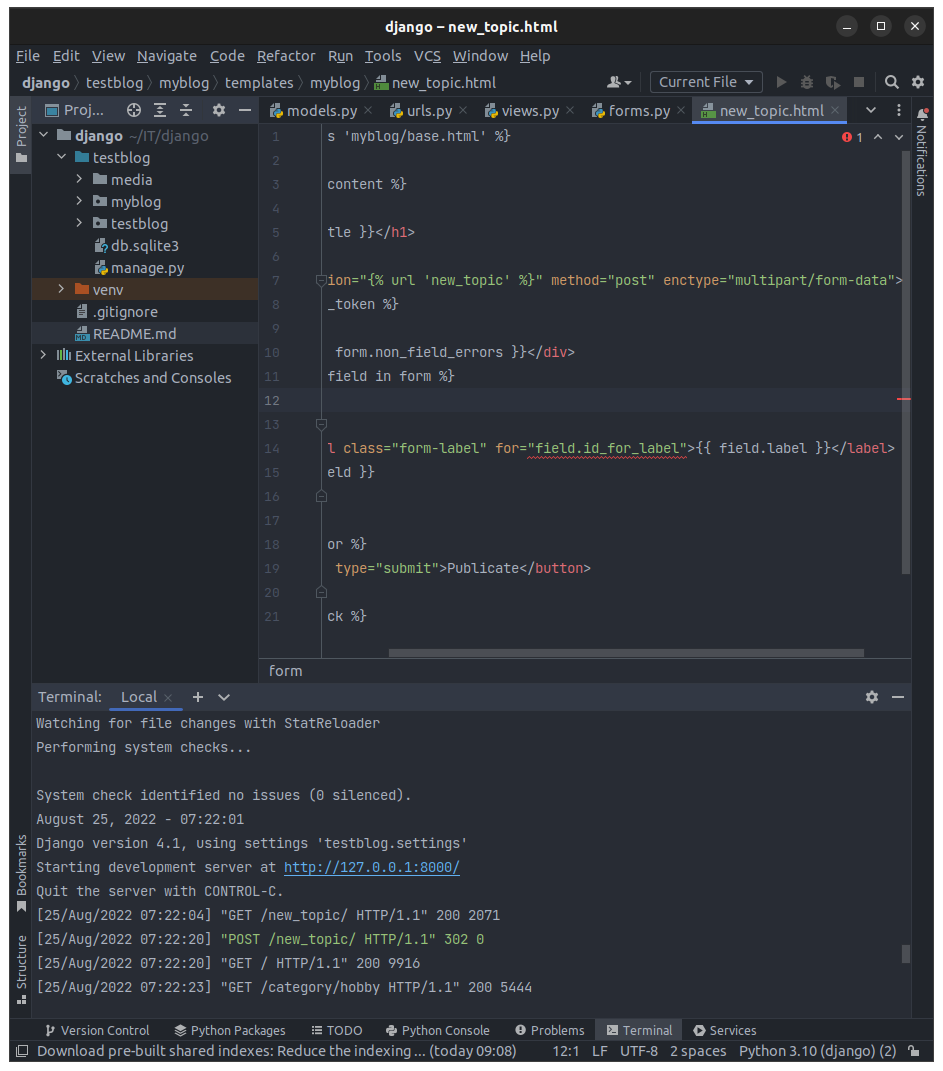 django – new_topic.html
File Edit View Navigate Code Refactor Run Tools VCS Window Help
django testblog myblog templates myblog new_topic.html Current File
Project
Proj...
models.py urls.py views.py forms.py new_topic.html
Notifications
django ~/IT/django
testblog
media
myblog
testblog
db.sqlite3
manage.py
venv
.gitignore
README.md
External Libraries
Scratches and Consoles
1 s 'myblog/base.html' %} 1
2
3 content %}
4
5 tle }}</h1>
6
7 ion="{% url 'new_topic' %}" method="post" enctype="multipart/form-data">
8 _token %}
9
10 form.non_field_errors }}</div>
11 field in form %}
12
13
14 l class="form-label" for="field.id_for_label">{{ field.label }}</label>
15 eld }}
16
17
18 or %}
19 type="submit">Publicate</button>
20
21 ck %}
form
Terminal: Local
Watching for file changes with StatReloader
Performing system checks...
System check identified no issues (0 silenced).
August 25, 2022 - 07:22:01
Django version 4.1, using settings 'testblog.settings'
Starting development server at http://127.0.0.1:8000/
Quit the server with CONTROL-C.
[25/Aug/2022 07:22:04] "GET /new_topic/ HTTP/1.1" 200 2071
[25/Aug/2022 07:22:20] "POST /new_topic/ HTTP/1.1" 302 0
[25/Aug/2022 07:22:20] "GET / HTTP/1.1" 200 9916
[25/Aug/2022 07:22:23] "GET /category/hobby HTTP/1.1" 200 5444
Bookmarks
Structure
Version Control Python Packages TODO Python Console Problems Terminal Services
Download pre-built shared indexes: Reduce the indexing ... (today 09:08) 12:1 LF UTF-8 2 spaces Python 3.10 (django) (2)